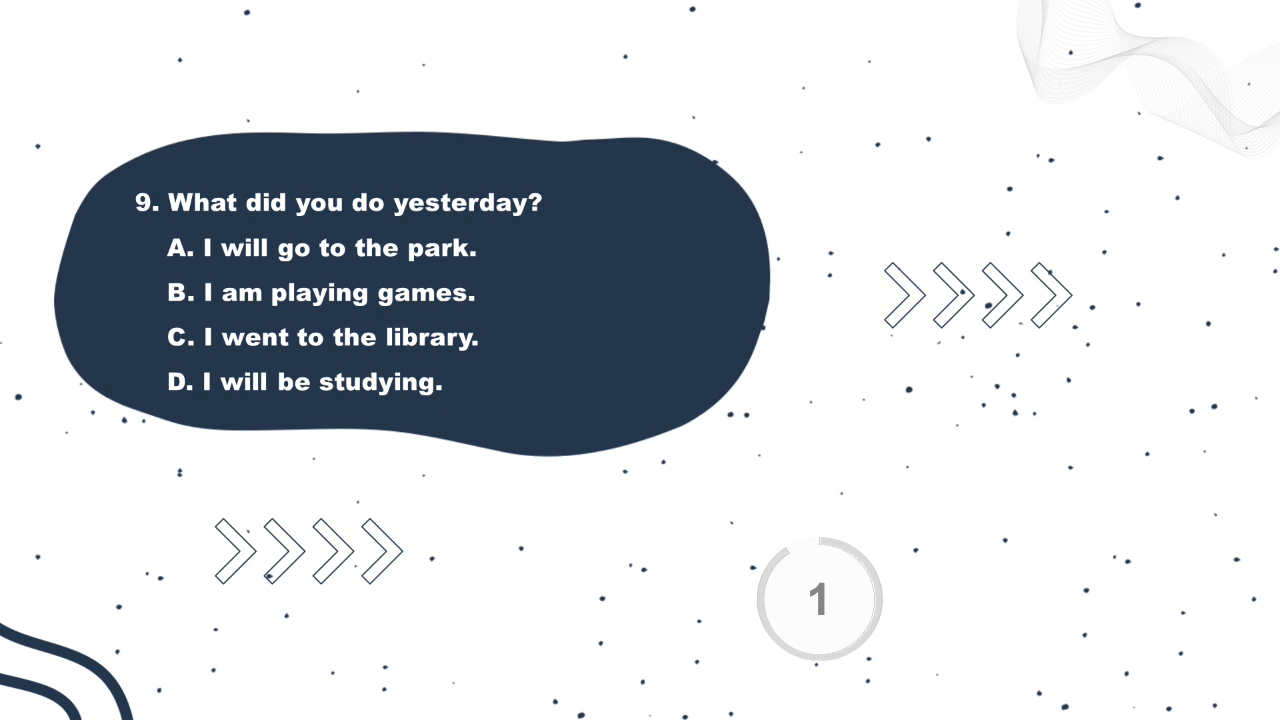 9. What did you do yesterday?
A. I will go to the park.
B. I am playing games.
C. I went to the library.
D. I will be studying.
1